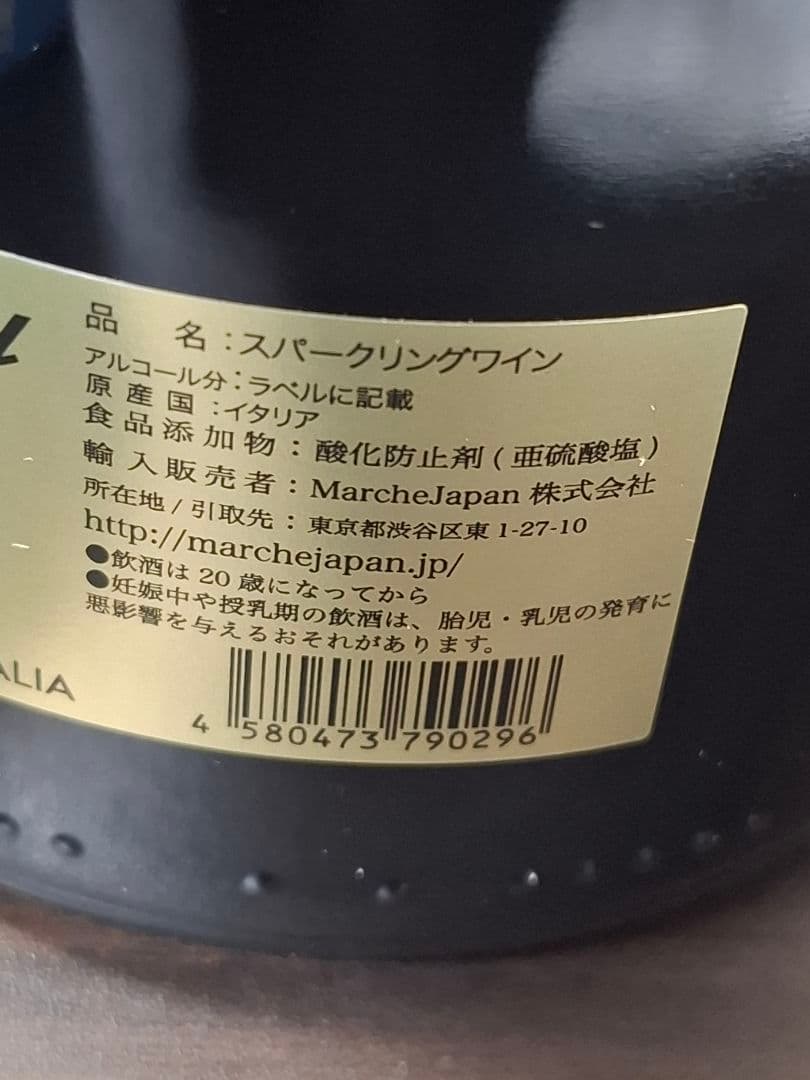 品　名：スパークリングワイン
アルコール分：ラベルに記載
原産国：イタリア
食品添加物：酸化防止剤(亜硫酸塩)
輸入販売者：MarcheJapan 株式会社
所在地/引取先：東京都渋谷区東 1-27-10
http://marchejapan.jp/
●飲酒は 20 歳になってから
●妊娠中や授乳期の飲酒は、胎児・乳児の発育に
悪影響を与えるおそれがあります。
ALIA
4 580473 790296